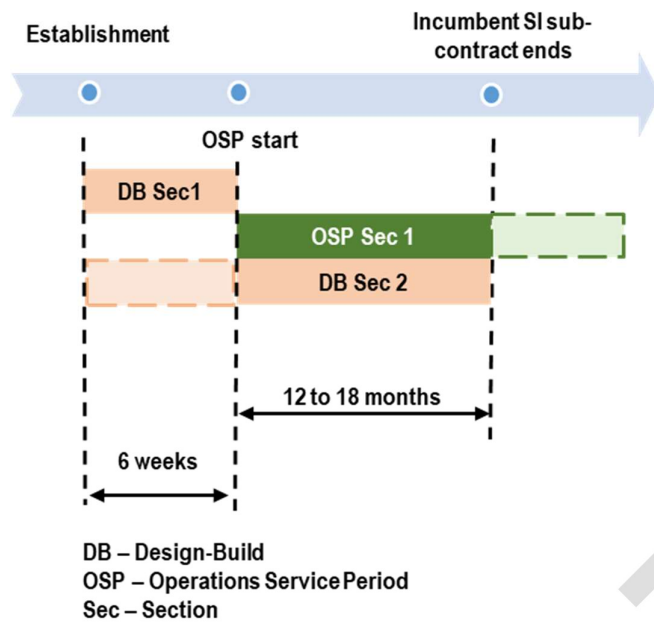 Establishment
Incumbent SI sub-
contract ends
OSP start
DB Sec1
OSP Sec 1
DB Sec 2
12 to 18 months
6 weeks
DB – Design-Build
OSP – Operations Service Period
Sec – Section